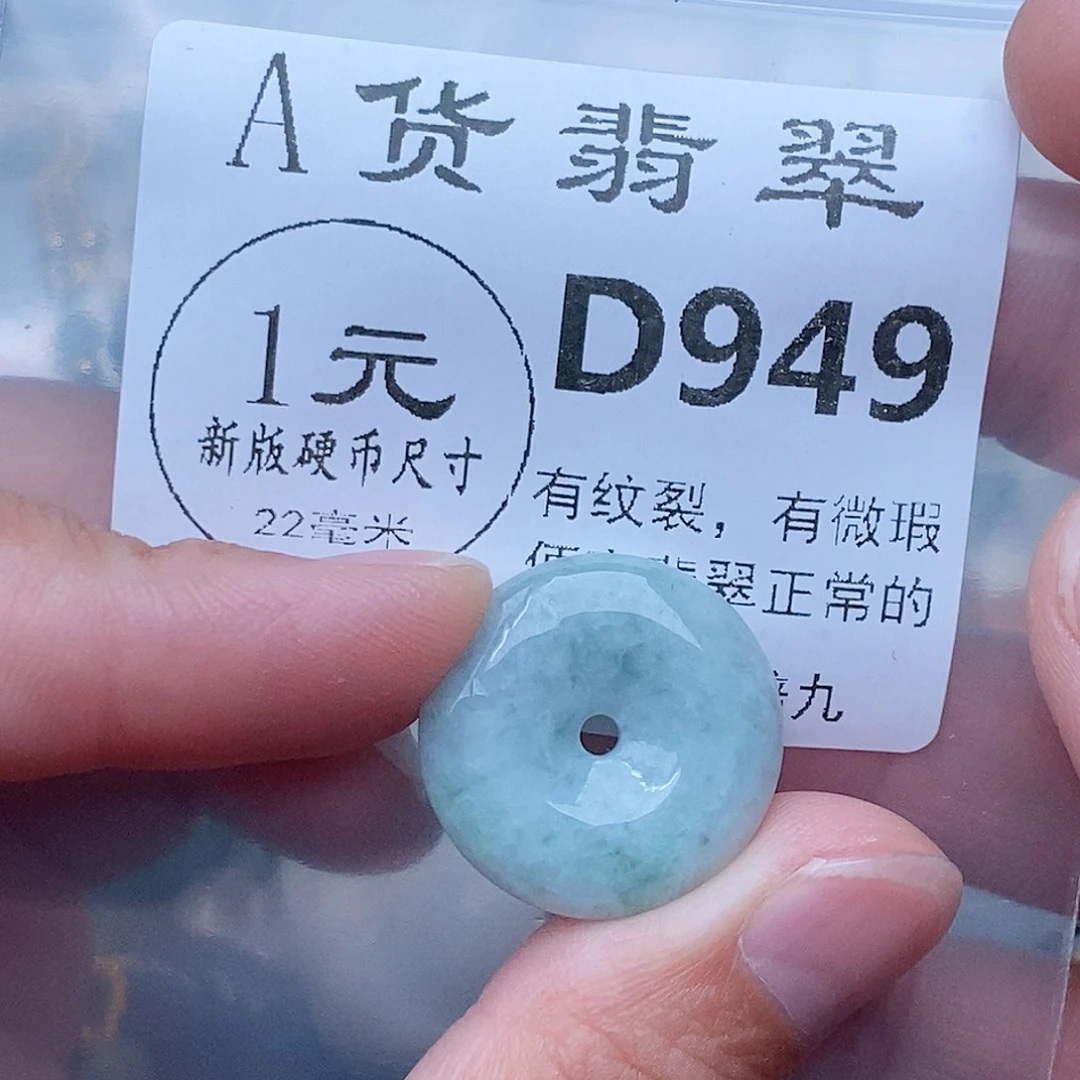 A货翡翠
1元
新版硬币尺寸
22毫米
D949
有纹裂，有微瑕
翠正常的
九